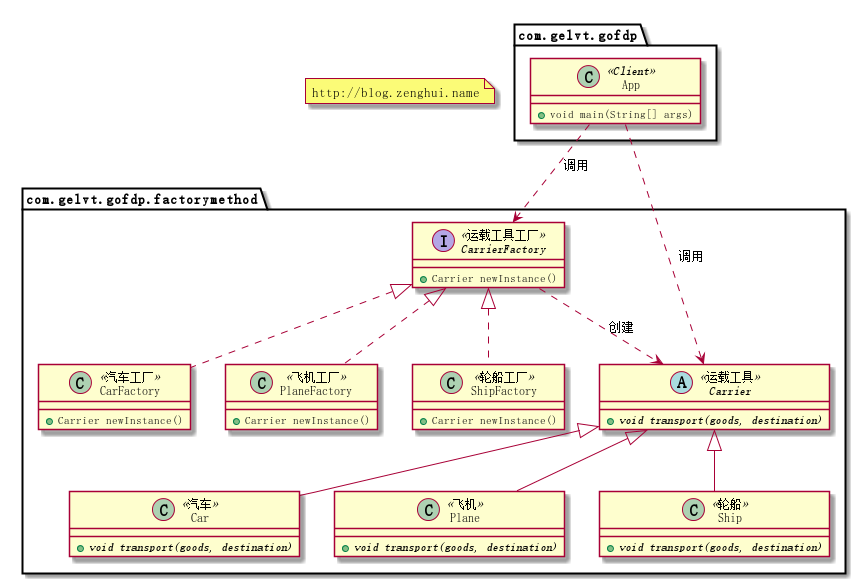 com.gelvt.gofdp
«Client»
App
void main(String[] args)
http://blog.zenghui.name
调用
调用
com.gelvt.gofdp.factorymethod
«运载工具工厂»
CarrierFactory
Carrier newInstance()
创建
«汽车工厂»
CarFactory
Carrier newInstance()
«飞机工厂»
PlaneFactory
Carrier newInstance()
«轮船工厂»
ShipFactory
Carrier newInstance()
«运载工具»
Carrier
void transport(goods, destination)
«汽车»
Car
void transport(goods, destination)
«飞机»
Plane
void transport(goods, destination)
«轮船»
Ship
void transport(goods, destination)
C
I
C
C
C
A
C
C
C